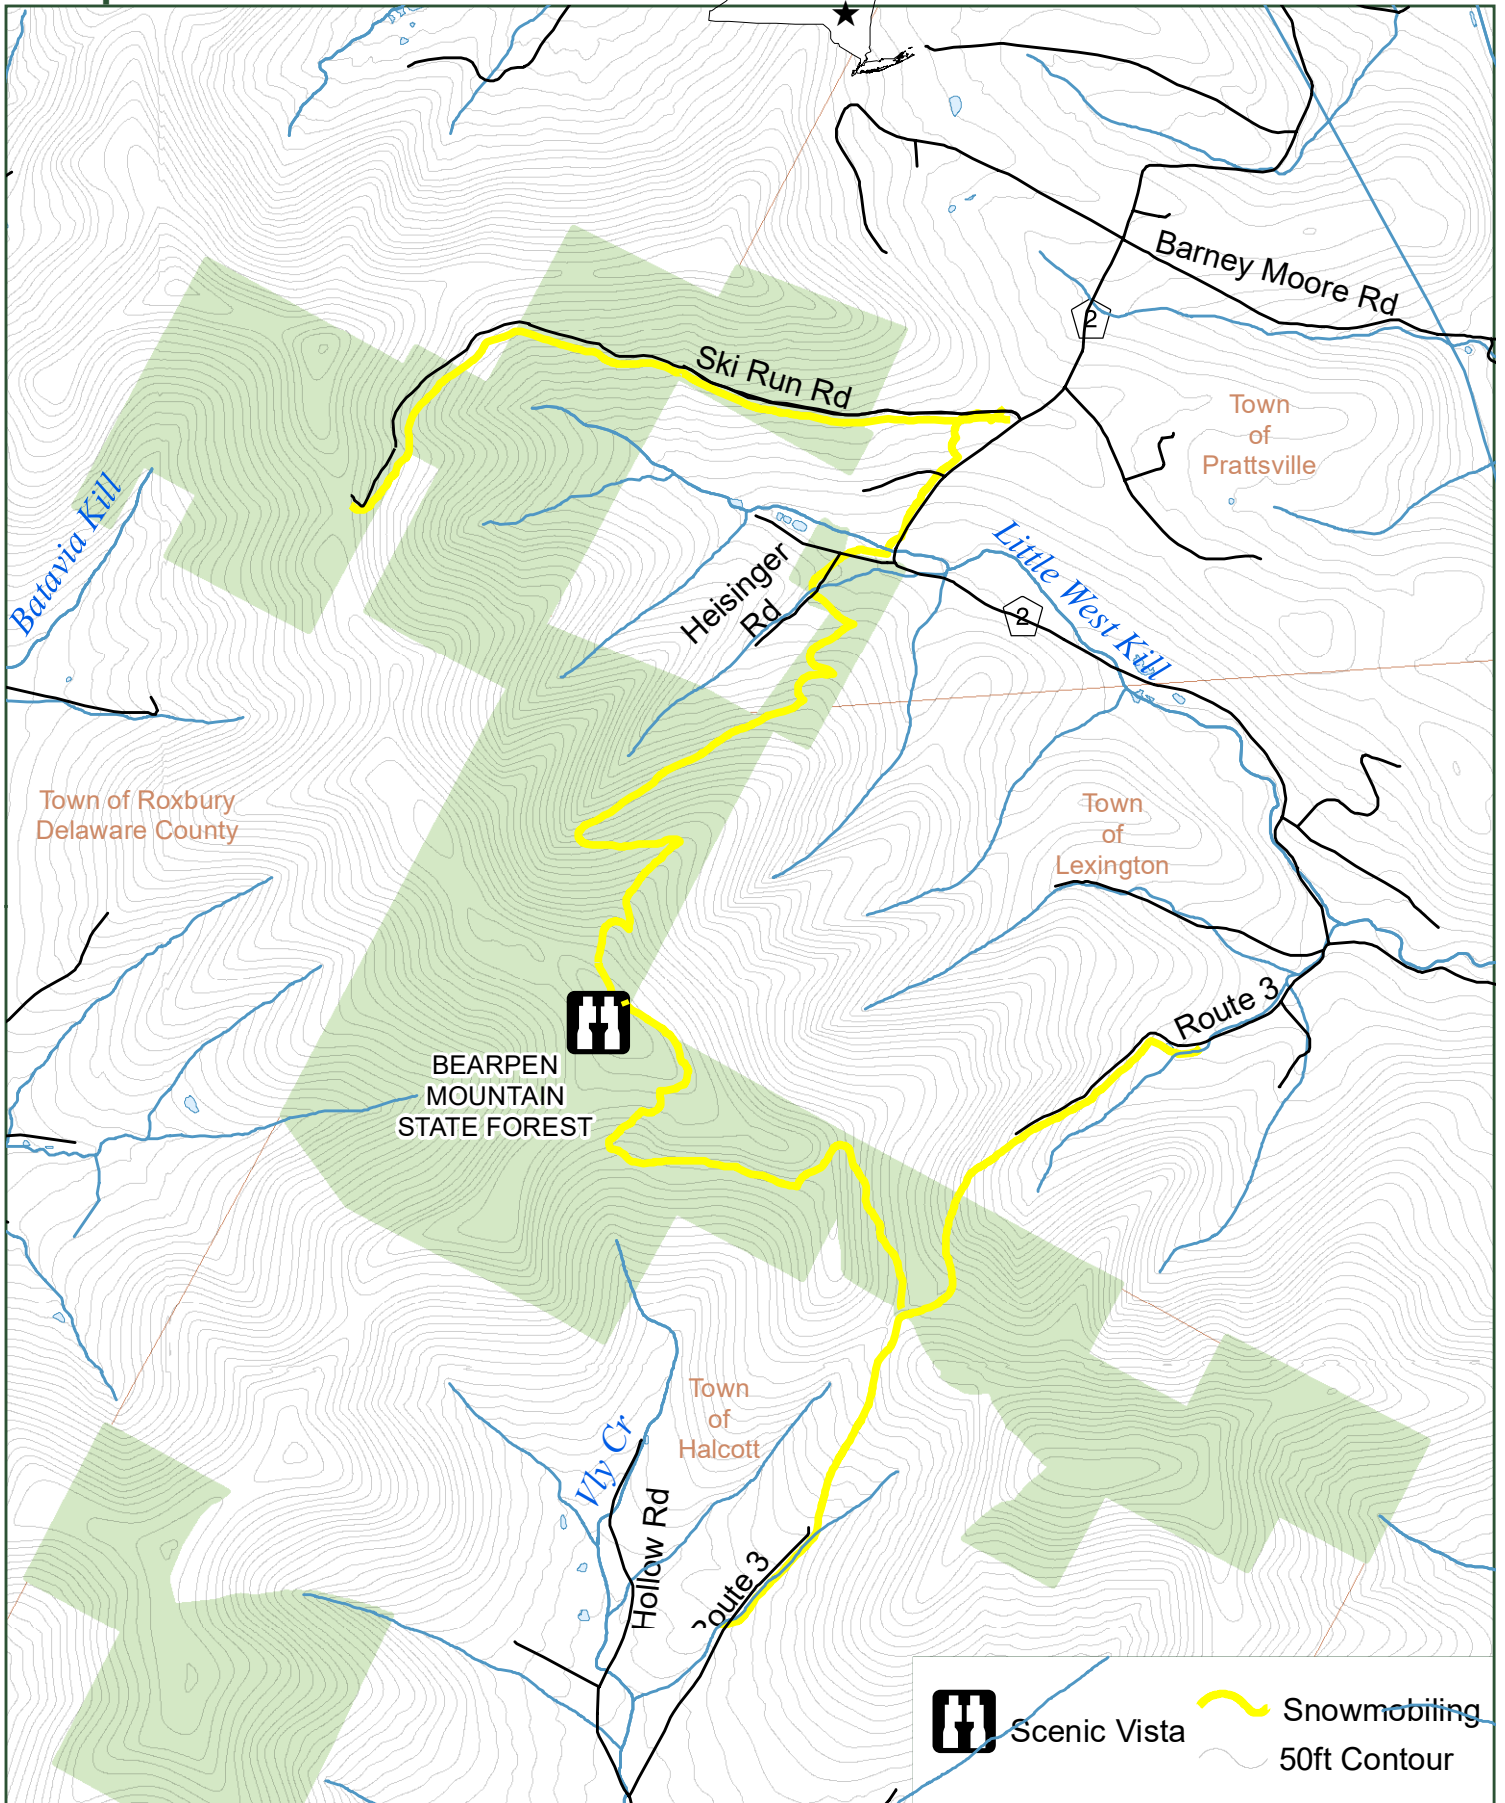 Barney Moore Rd
2
Ski Run Rd
Town
of
Prattsville
Batavia Kill
Little West Kill
Heisinger
Rd
2
Town of Roxbury
Delaware County
Town
of
Lexington
Route 3
BEARPEN
MOUNTAIN
STATE FOREST
Town
of
Halcott
Vly Cr
Hollow Rd
Route 3
Scenic Vista
Snowmobiling
50ft Contour